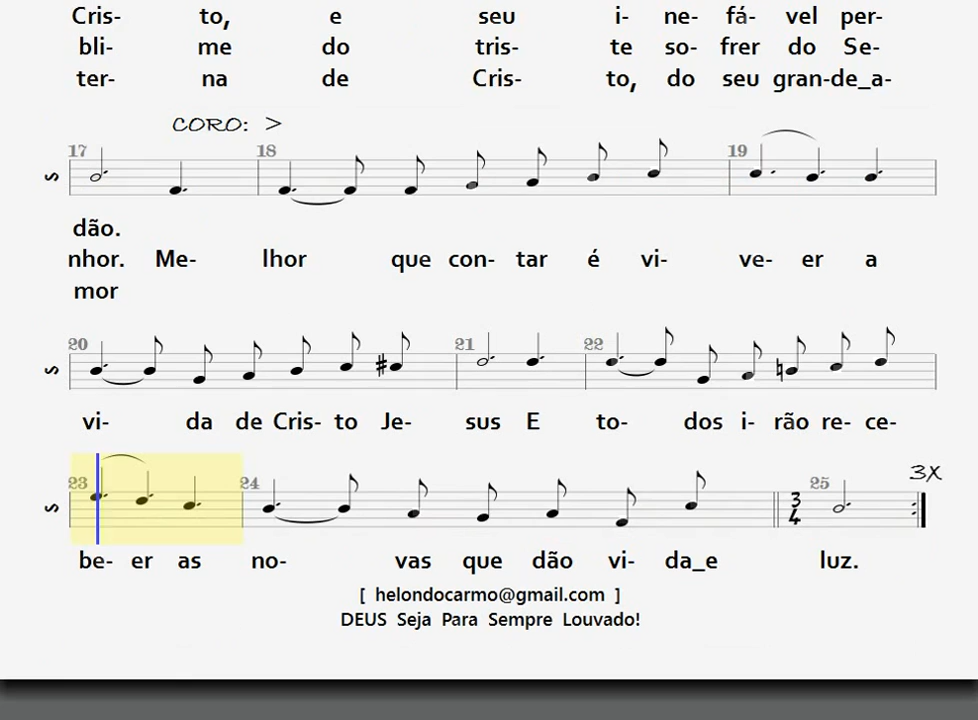 Cris- to, e seu i- ne- fá- vel per-
bli- me do tris- te so- frer do Se-
ter- na de Cris- to, do seu gran-de_a-
CORO: >
17 18 19
S
dão.
nhor. Me- lhor que con- tar é vi- ve- er a
mor
20 21 22
S
vi- da de Cris- to Je- sus E to- dos i- rão re- ce-
3X
23 24 25
S 3 4
be- er as no- vas que dão vi- da_e luz.
[ helondocarmo@gmail.com ]
DEUS Seja Para Sempre Louvado!